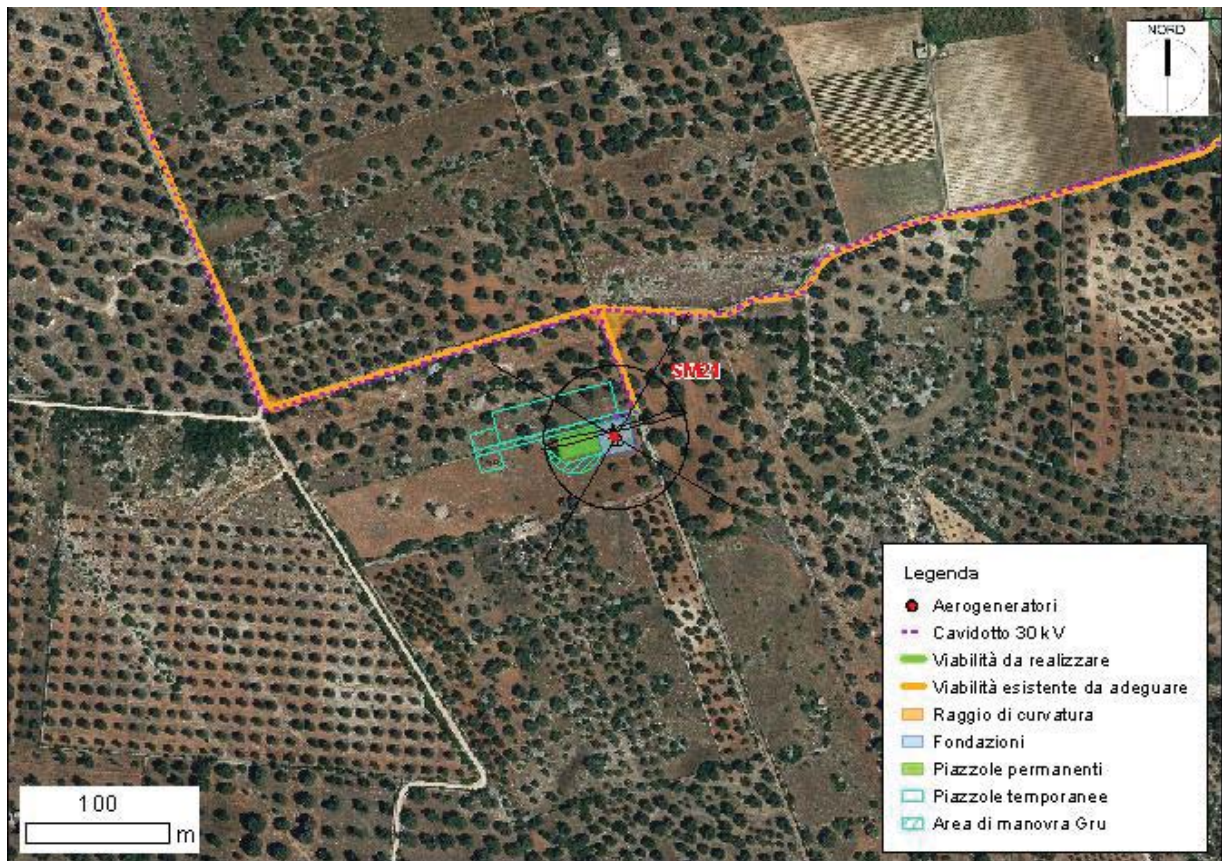 NORD
SM21
Legenda
Aerogeneratori
Cavidotto 30 kV
Viabilità da realizzare
Viabilità esistente da adeguare
Raggio di curvatura
Fondazioni
Piazzole permanenti
Piazzole temporanee
Area di manovra Gru
100
m